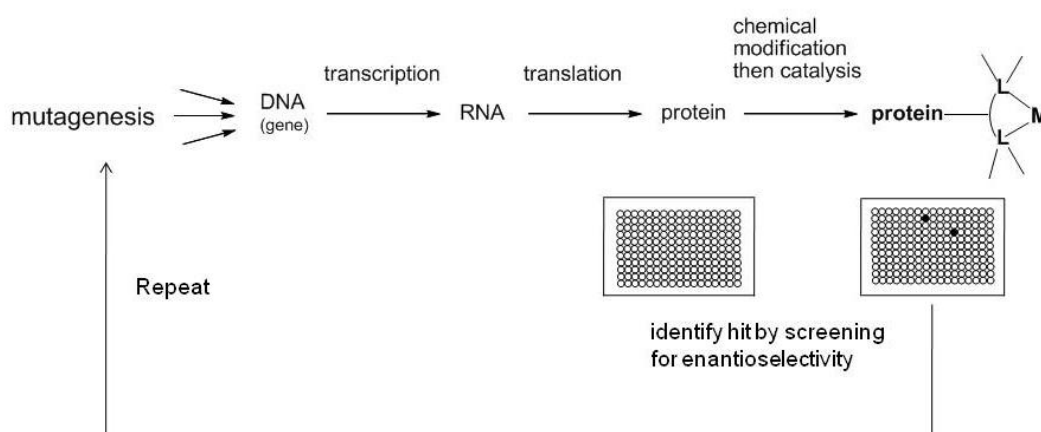 chemical
modification
then catalysis
transcription
translation
mutagenesis
DNA
(gene)
RNA
protein
protein
L
M
L
Repeat
identify hit by screening
for enantioselectivity